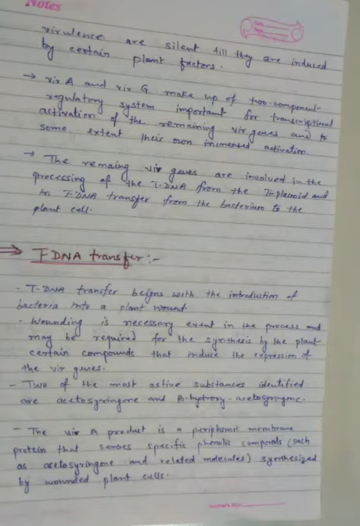 Notes
virulence are silent till they are induced
by certain plant factors.
→ vir A and vir G make up of two-component
regulatory system important for transcriptional
activation of the remaining vir genes and to
some extent their own incremented activation.
→ The remaing vir genes are involved in the
processing of the T-DNA from the Ti-plasmid and
in T-DNA transfer from the bacterium to the
plant cell.
⇒ T DNA transfer:-
- T-DNA transfer begins with the introduction of
bacteria into a plant wound.
- Wounding is necessary event in the process and
may be required for the synthesis by the plant
certain compounds that induce the expression of
the vir genes.
- Two of the most active substances identified
are acetosyringone and
- The vir A product is a membrane
protein that senses specific phenolic (such
as acetosyringone and related molecules) synthesized
by wounded plant cells.